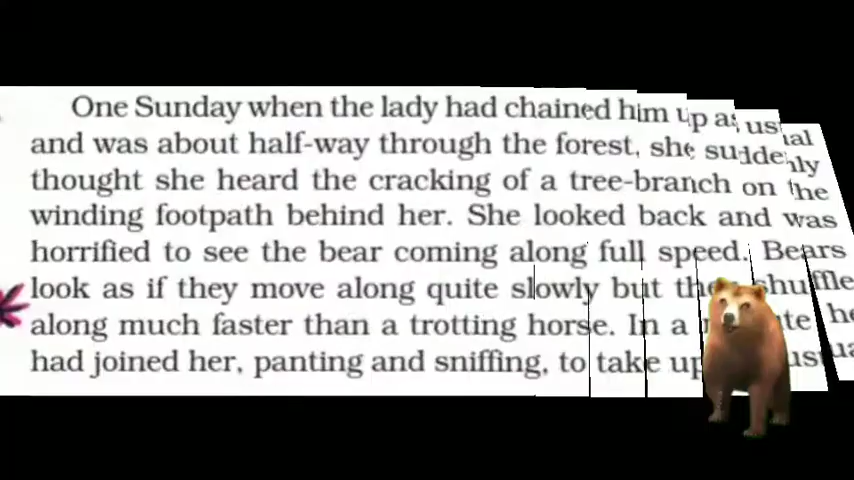 One Sunday when the lady had chained him up as usual
and was about half-way through the forest, she suddenly
thought she heard the cracking of a tree-branch on the
winding footpath behind her. She looked back and was
horrified to see the bear coming along full speed. Bears
look as if they move along quite slowly but they shuffle
along much faster than a trotting horse. In a he
had joined her, panting and sniffing, to take up